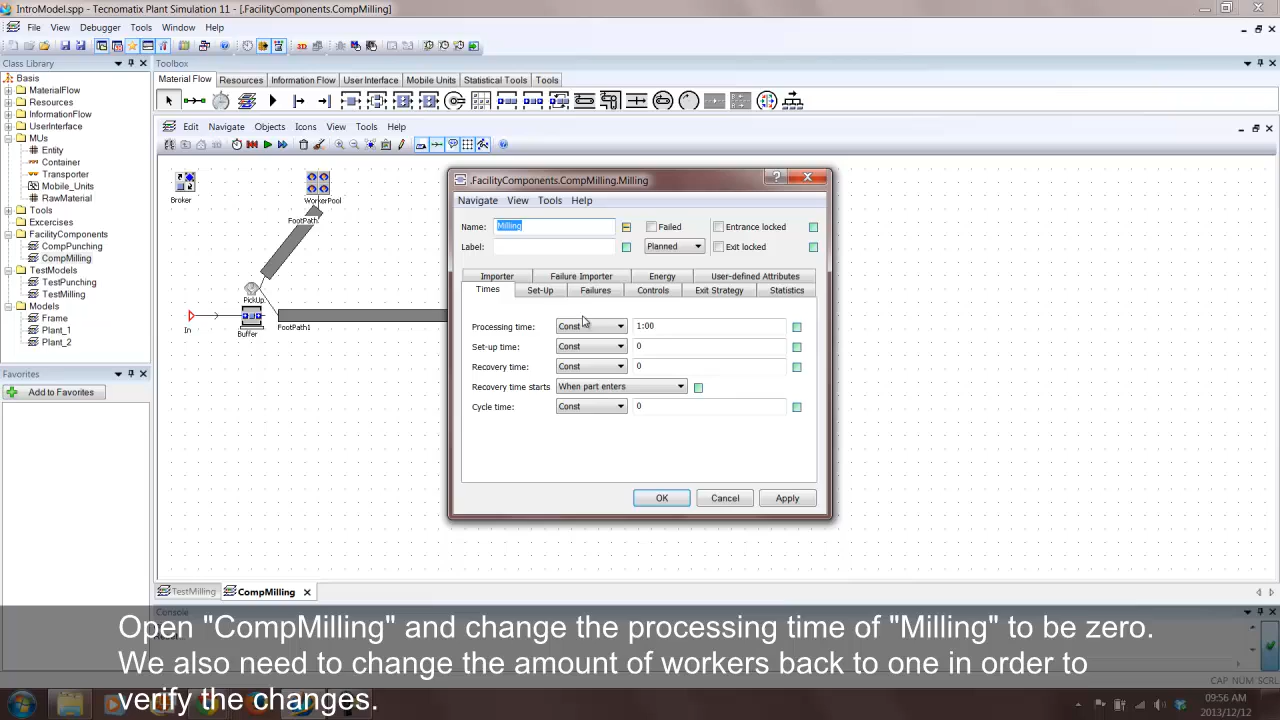 IntroModel.spp - Tecnomatix Plant Simulation 11 - [.FacilityComponents.CompMilling]
File View Debugger Tools Window Help
Class Library
Toolbox
Basis
MaterialFlow
Resources
InformationFlow
UserInterface
MUs
Entity
Container
Transporter
Mobile_Units
RawMaterial
Tools
Excercises
FacilityComponents
CompPunching
CompMilling
TestModels
TestPunching
TestMilling
Models
Frame
Plant_1
Plant_2
Favorites
Add to Favorites
Material Flow Resources Information Flow User Interface Mobile Units Statistical Tools Tools
Edit Navigate Objects Icons View Tools Help
Broker
WorkerPool
FootPath
PickUp
In
Buffer
FootPath1
.FacilityComponents.CompMilling.Milling
Navigate View Tools Help
Name: Milling Failed Entrance locked
Label: Planned Exit locked
Importer Failure Importer Energy User-defined Attributes
Times Set-Up Failures Controls Exit Strategy Statistics
Processing time: Const 1:00
Set-up time: Const 0
Recovery time: Const 0
Recovery time starts When part enters
Cycle time: Const 0
OK Cancel Apply
TestMilling CompMilling
Console
Open "CompMilling" and change the processing time of "Milling" to be zero.
We also need to change the amount of workers back to one in order to
verify the changes.
CAP NUM SCRL
09:56 AM
2013/12/12